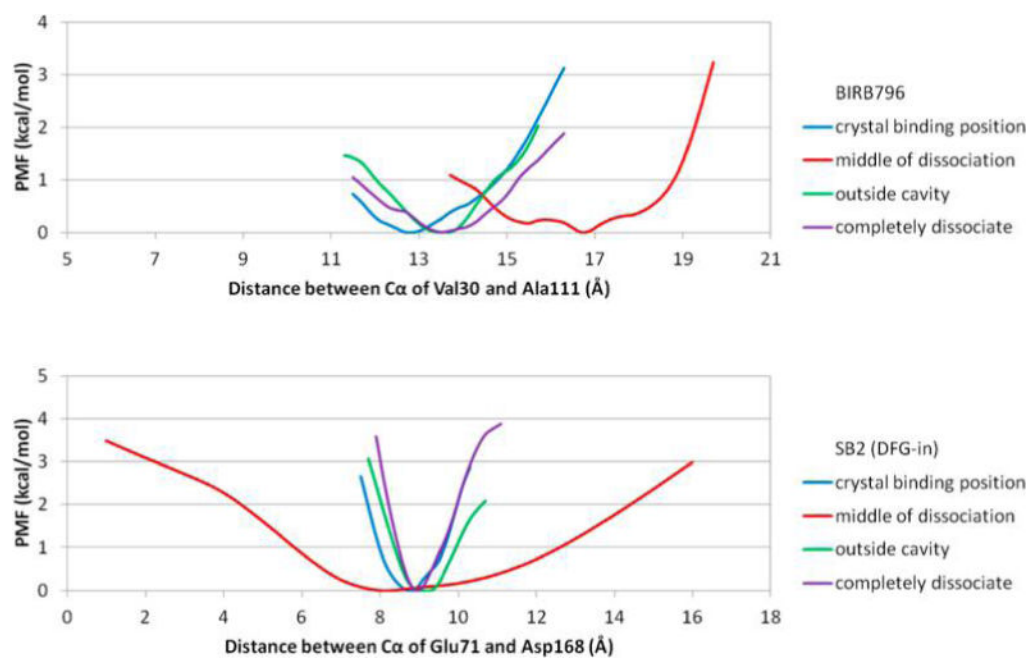 4
3
2
1
0
PMF (kcal/mol)
5 7 9 11 13 15 17 19 21
Distance between Cα of Val30 and Ala111 (Å)
BIRB796
crystal binding position
middle of dissociation
outside cavity
completely dissociate
5
4
3
2
1
0
PMF (kcal/mol)
0 2 4 6 8 10 12 14 16 18
Distance between Cα of Glu71 and Asp168 (Å)
SB2 (DFG-in)
crystal binding position
middle of dissociation
outside cavity
completely dissociate